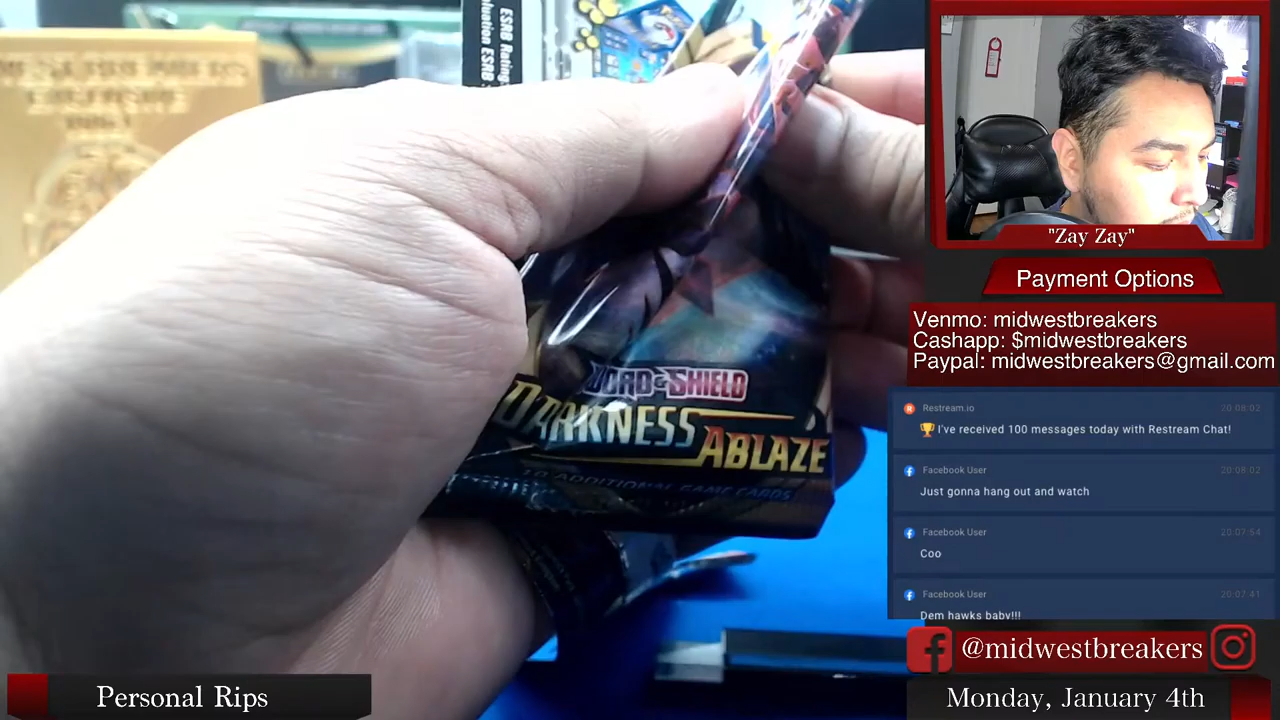 ESRB Rating
"Zay Zay"
Payment Options
Venmo: midwestbreakers
Cashapp: $midwestbreakers
Paypal: midwestbreakers@gmail.com
SWORD & SHIELD
DARKNESS
ABLAZE
10 ADDITIONAL GAME CARDS
Restream.io 20:08:02
🏆 I've received 100 messages today with Restream Chat!
Facebook User 20:08:02
Just gonna hang out and watch
Facebook User 20:07:54
Coo
Facebook User 20:07:41
Dem hawks baby!!!
@midwestbreakers
Personal Rips
Monday, January 4th